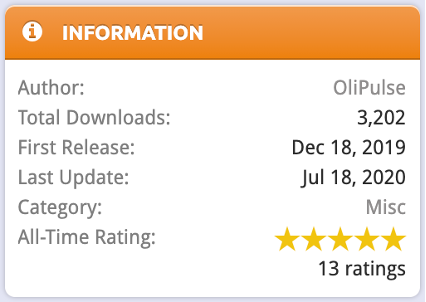 INFORMATION
Author: OliPulse
Total Downloads: 3,202
First Release: Dec 18, 2019
Last Update: Jul 18, 2020
Category: Misc
All-Time Rating:
13 ratings